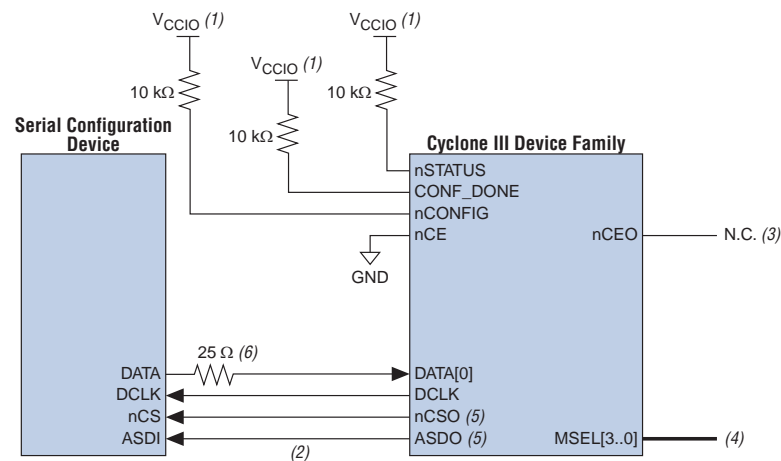 VCCIO (1)
VCCIO (1)
VCCIO (1)
10 kΩ
10 kΩ
10 kΩ
Serial Configuration
Device
Cyclone III Device Family
nSTATUS
CONF_DONE
nCONFIG
nCE
nCEO
N.C. (3)
GND
25 Ω (6)
DATA
DATA[0]
DCLK
DCLK
nCS
nCSO (5)
ASDI
ASDO (5)
MSEL[3..0]
(4)
(2)